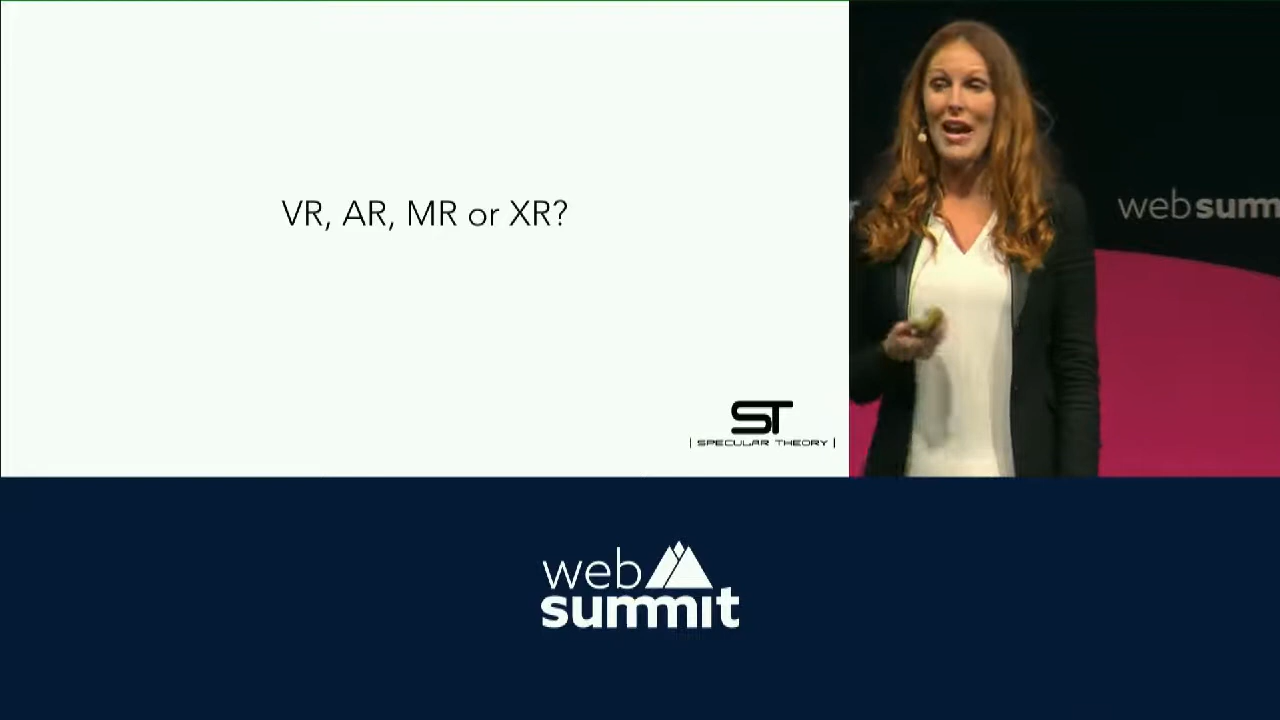 VR, AR, MR or XR?
ST
| SPECULAR THEORY |
web summ
web
summit